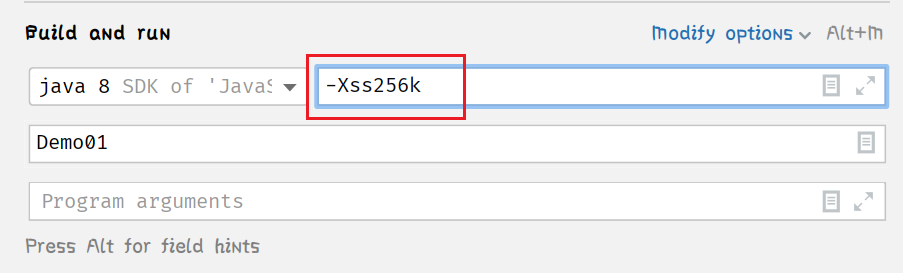 Build and run
Modify options Alt+M
java 8 SDK of 'JavaS
-Xss256k
Demo01
Program arguments
Press Alt for field hints